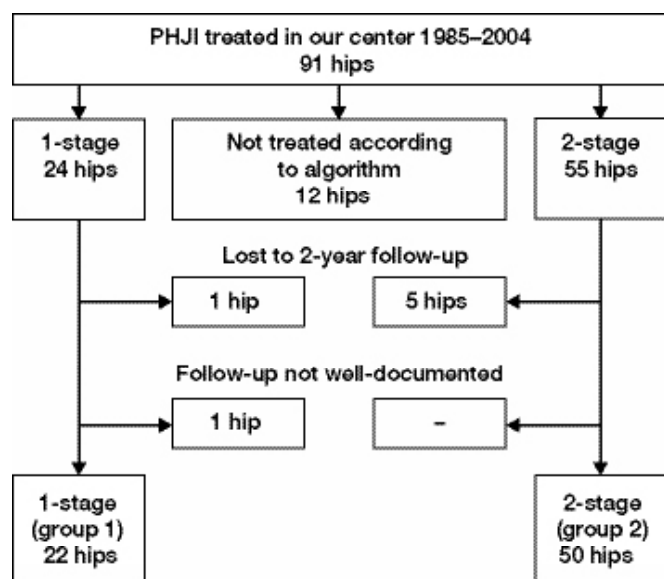 PHJI treated in our center 1985–2004
91 hips
1-stage
24 hips
Not treated according
to algorithm
12 hips
2-stage
55 hips
Lost to 2-year follow-up
1 hip
5 hips
Follow-up not well-documented
1 hip
–
1-stage
(group 1)
22 hips
2-stage
(group 2)
50 hips